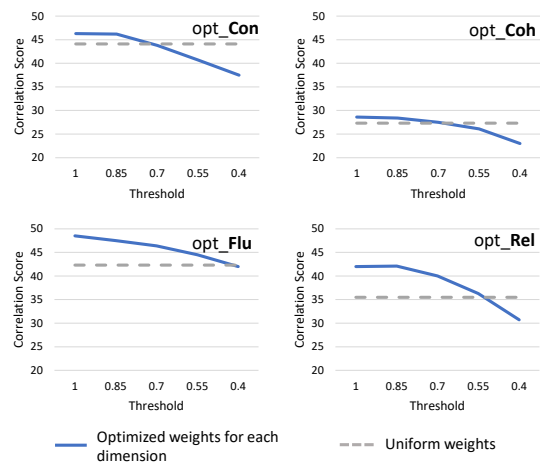 opt_Con
Correlation Score
50
45
40
35
30
25
20
1 0.85 0.7 0.55 0.4
Threshold
opt_Coh
Correlation Score
50
45
40
35
30
25
20
1 0.85 0.7 0.55 0.4
Threshold
opt_Flu
Correlation Score
50
45
40
35
30
25
20
1 0.85 0.7 0.55 0.4
Threshold
opt_Rel
Correlation Score
50
45
40
35
30
25
20
1 0.85 0.7 0.55 0.4
Threshold
Optimized weights for each
dimension
Uniform weights